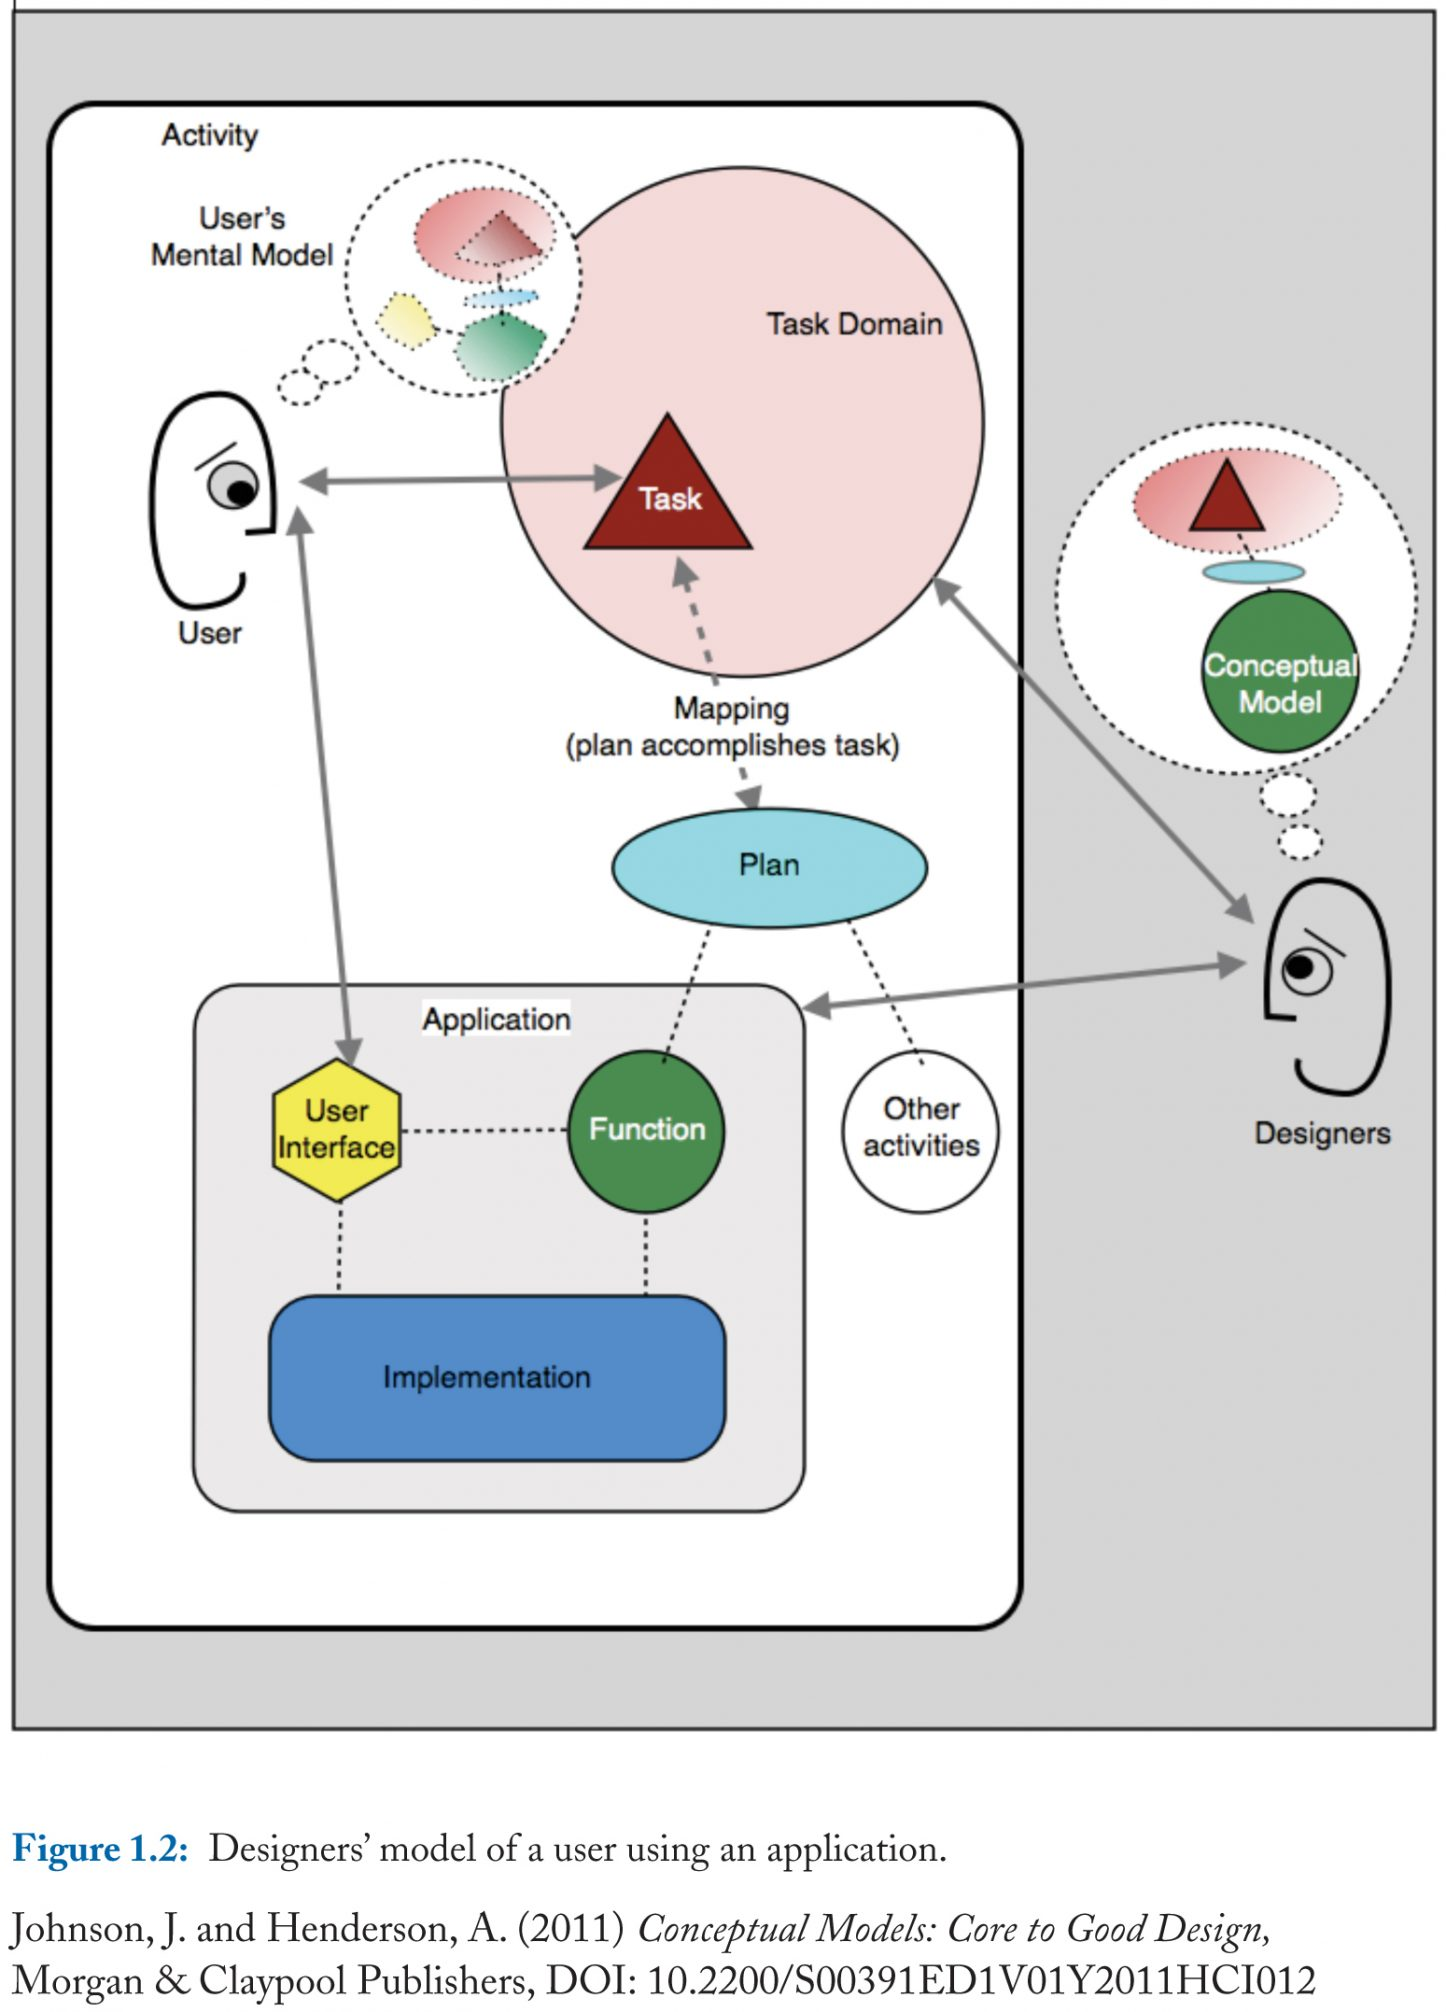 Activity
User's
Mental Model
Task Domain
Task
User
Conceptual
Model
Mapping
(plan accomplishes task)
Plan
Application
User
Interface
Function
Other
activities
Designers
Implementation
Figure 1.2: Designers' model of a user using an application.
Johnson, J. and Henderson, A. (2011) Conceptual Models: Core to Good Design,
Morgan & Claypool Publishers, DOI: 10.2200/S00391ED1V01Y2011HCI012